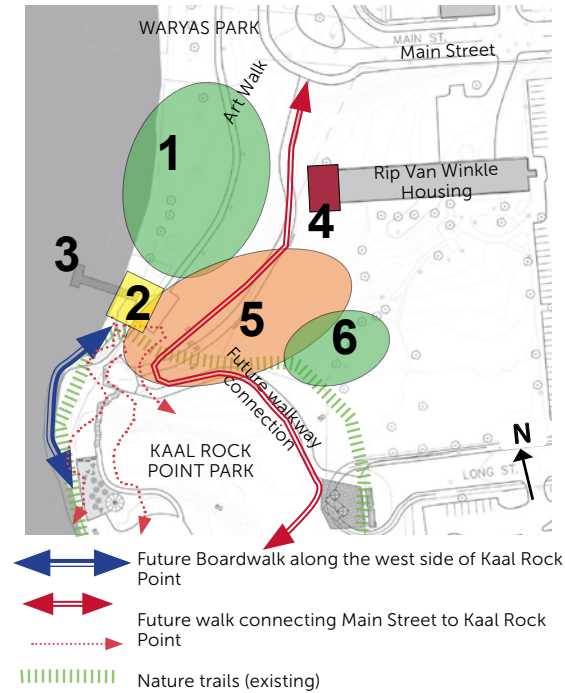 WARYAS PARK
MAIN ST.
Main Street
Art Walk
1
Rip Van Winkle
Housing
4
3
2
5
6
Future walkway
connection
N
KAAL ROCK
POINT PARK
LONG ST.
Future Boardwalk along the west side of Kaal Rock
Point
Future walk connecting Main Street to Kaal Rock
Point
Nature trails (existing)